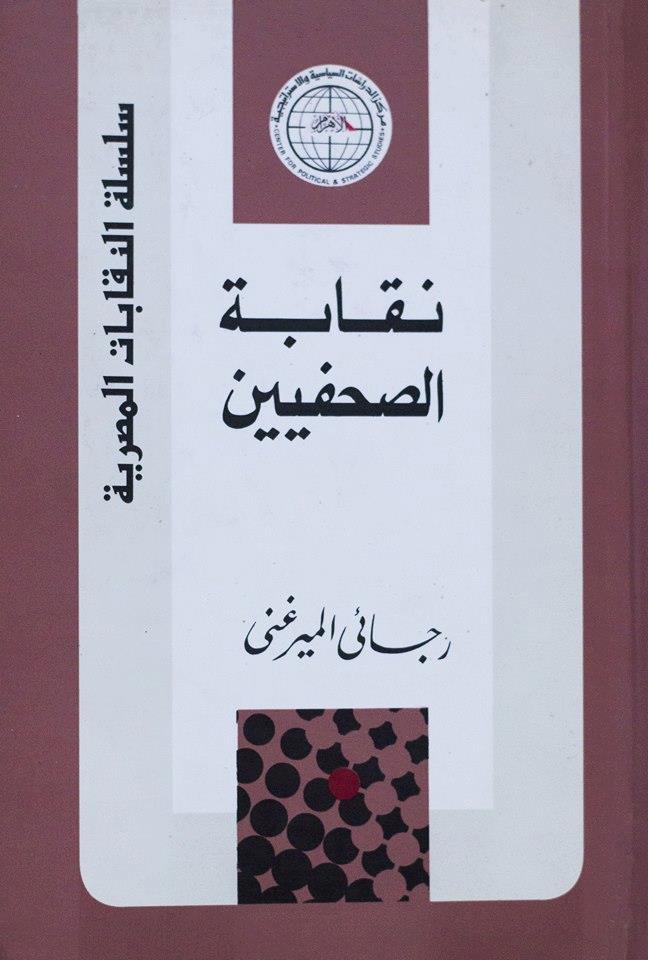 مركز الدراسات السياسية والاستراتيجية
الأهرام
CENTER FOR POLITICAL & STRATEGIC STUDIES
سلسلة النقابات المصرية
نقابة
الصحفيين
رجائى الميرغنى